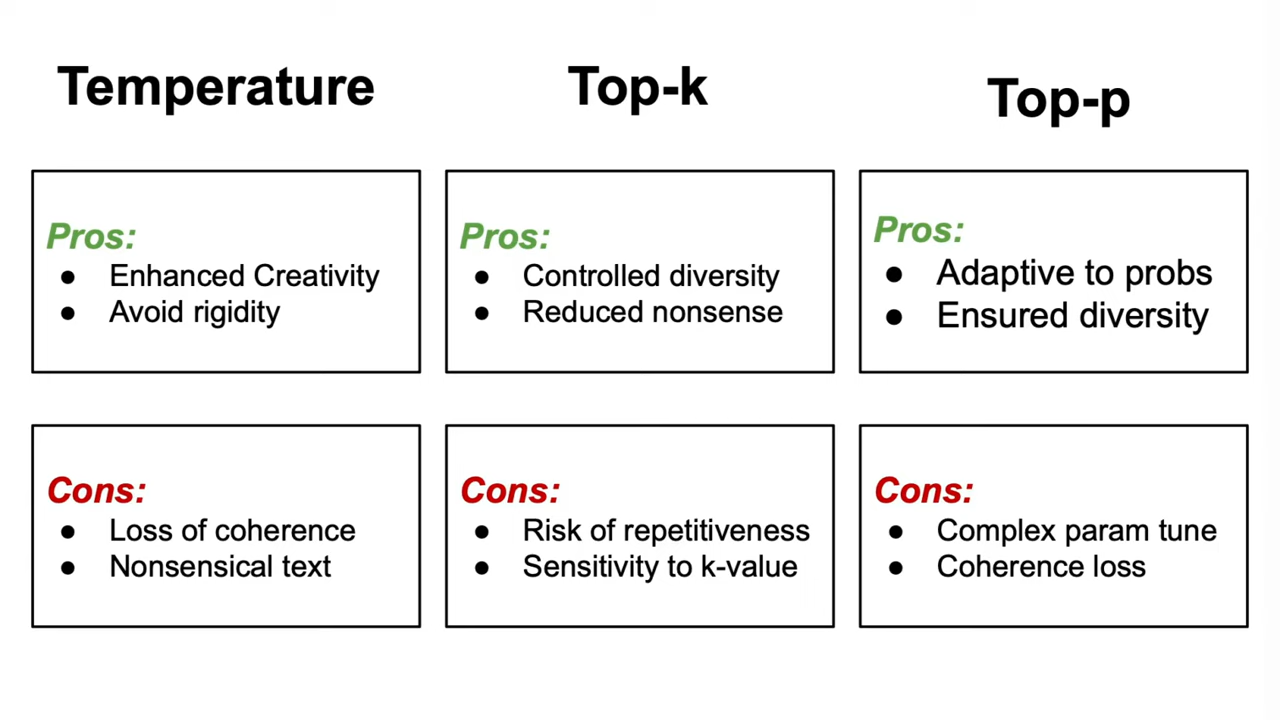 Temperature
Top-k
Top-p
Pros:
● Enhanced Creativity
● Avoid rigidity
Pros:
● Controlled diversity
● Reduced nonsense
Pros:
● Adaptive to probs
● Ensured diversity
Cons:
● Loss of coherence
● Nonsensical text
Cons:
● Risk of repetitiveness
● Sensitivity to k-value
Cons:
● Complex param tune
● Coherence loss